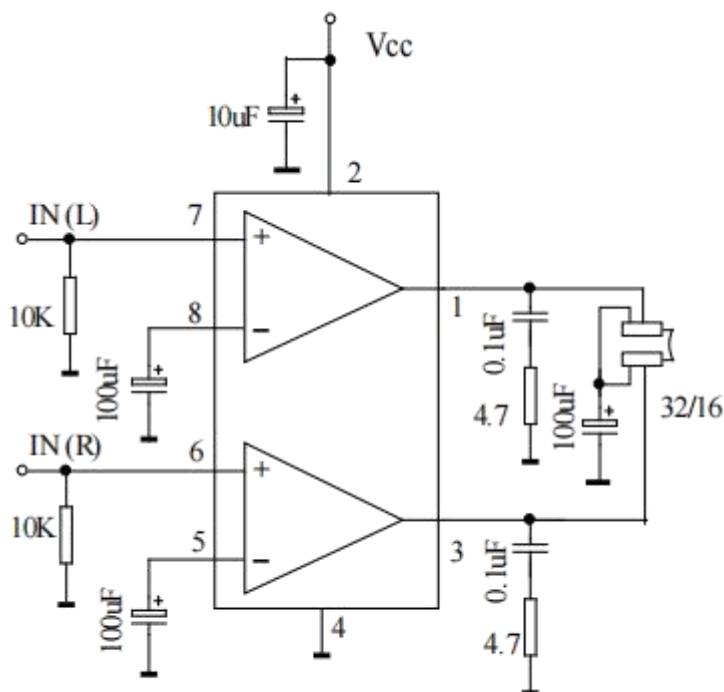 Vcc
10uF
2
IN (L)
7
+
10K
8
−
1
100uF
0.1uF
4.7
100uF
32/16
IN (R)
6
+
10K
5
−
3
100uF
0.1uF
4.7
4
+
+
+
+